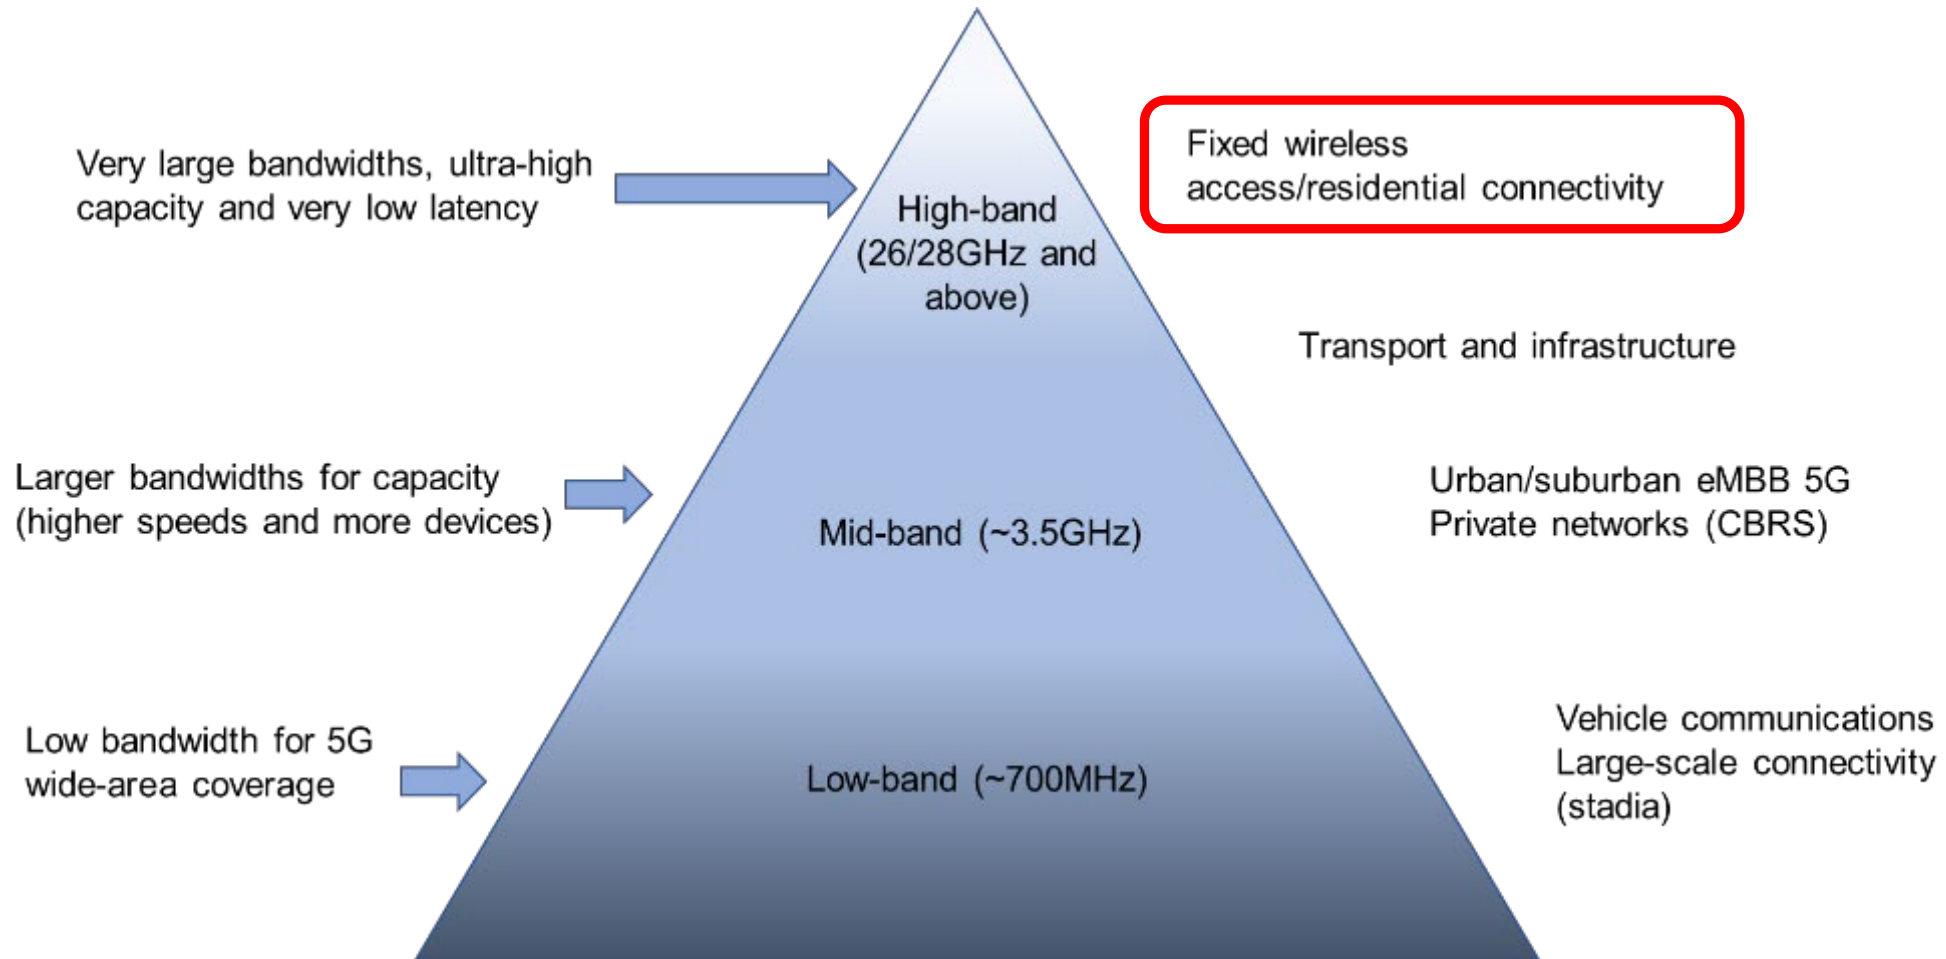 Very large bandwidths, ultra-high
capacity and very low latency
High-band
(26/28GHz and
above)
Fixed wireless
access/residential connectivity
Transport and infrastructure
Larger bandwidths for capacity
(higher speeds and more devices)
Mid-band (~3.5GHz)
Urban/suburban eMBB 5G
Private networks (CBRS)
Low bandwidth for 5G
wide-area coverage
Low-band (~700MHz)
Vehicle communications
Large-scale connectivity
(stadia)